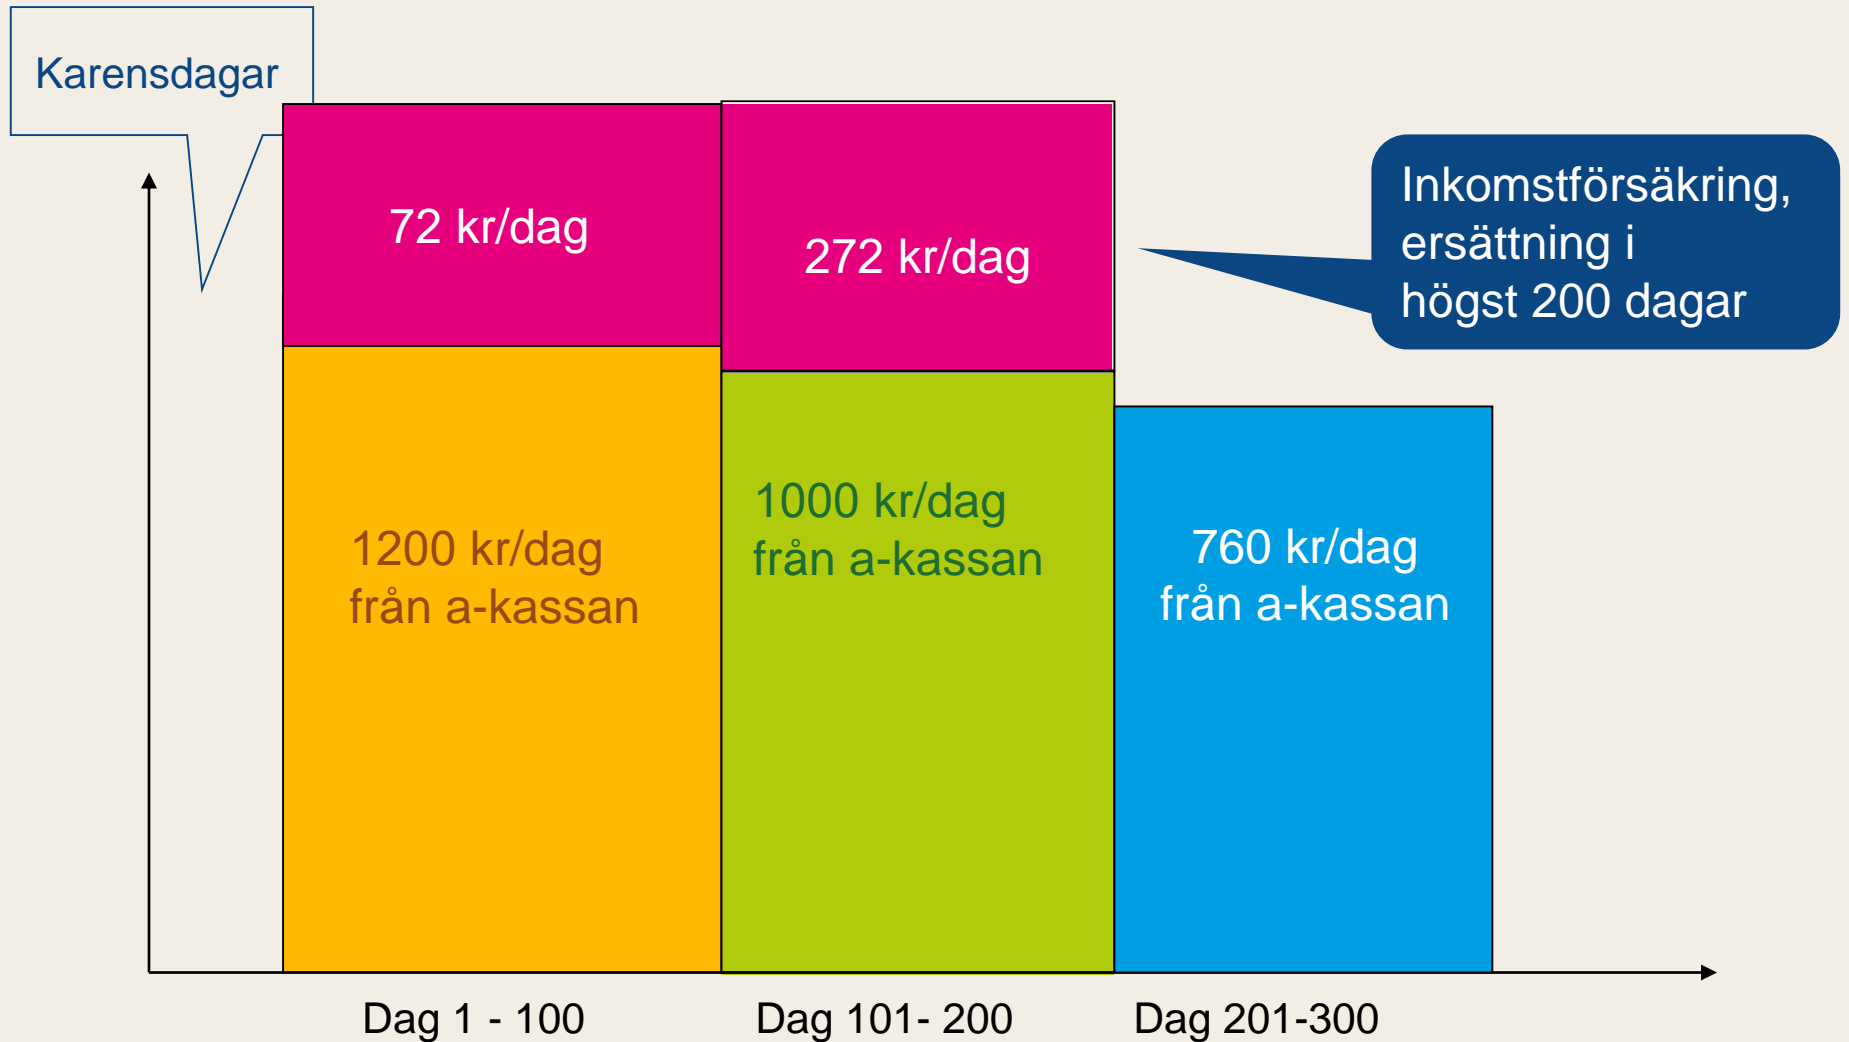 Karensdagar
72 kr/dag
272 kr/dag
Inkomstförsäkring,
ersättning i
högst 200 dagar
1200 kr/dag
från a-kassan
1000 kr/dag
från a-kassan
760 kr/dag
från a-kassan
Dag 1 - 100
Dag 101- 200
Dag 201-300